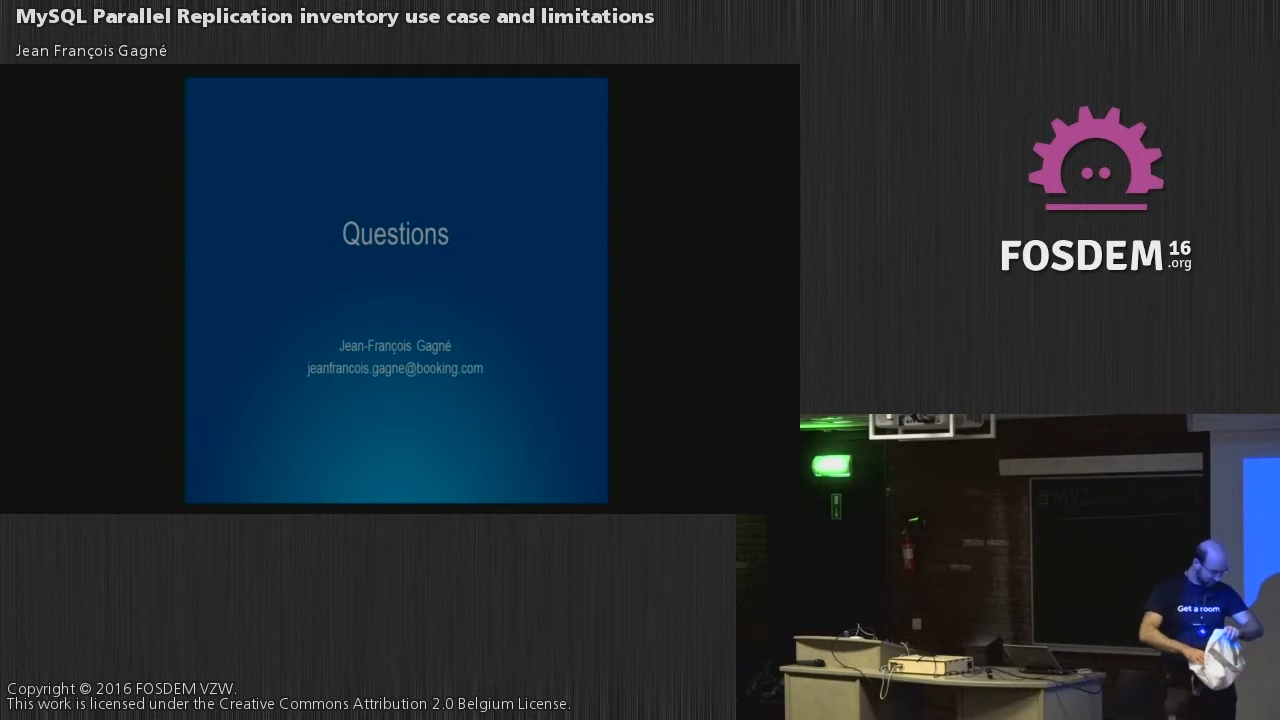 MySQL Parallel Replication inventory use case and limitations
Jean François Gagné
Questions
Jean-François Gagné
jeanfrancois.gagne@booking.com
FOSDEM 16
.org
Get a room
Copyright © 2016 FOSDEM VZW.
This work is licensed under the Creative Commons Attribution 2.0 Belgium License.